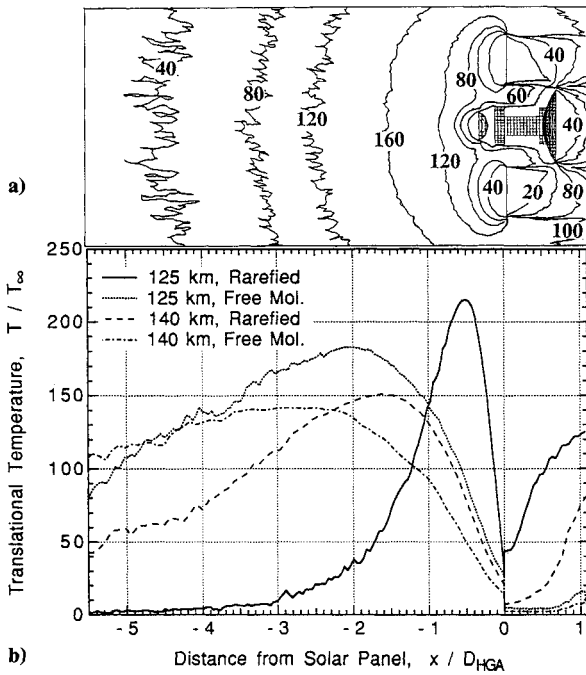 a)
40
80
120
160
80
120
60
40
40
40
20
80
100
b)
Translational Temperature, T / T∞
250
200
150
100
50
0
125 km, Rarefied
125 km, Free Mol.
140 km, Rarefied
140 km, Free Mol.
-5 -4 -3 -2 -1 0 1
Distance from Solar Panel, x / D_HGA